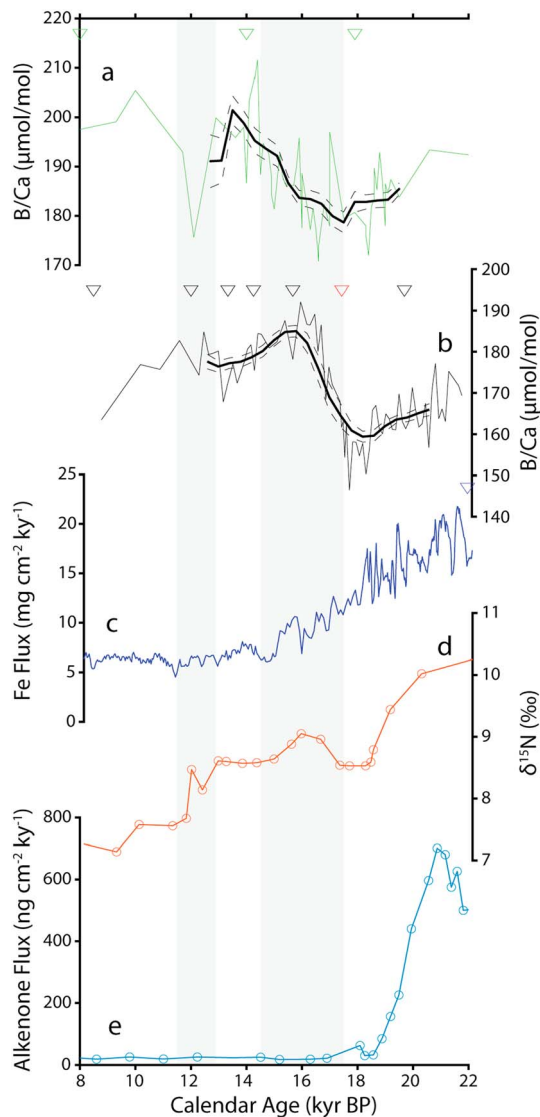 220
210
200
190
180
170
B/Ca (μmol/mol)
a
200
190
180
170
160
150
140
B/Ca (μmol/mol)
b
25
20
15
10
5
0
Fe Flux (mg cm⁻² ky⁻¹)
c
11
10
9
8
7
δ¹⁵N (‰)
d
800
600
400
200
0
Alkenone Flux (ng cm⁻² ky⁻¹)
e
8 10 12 14 16 18 20 22
Calendar Age (kyr BP)